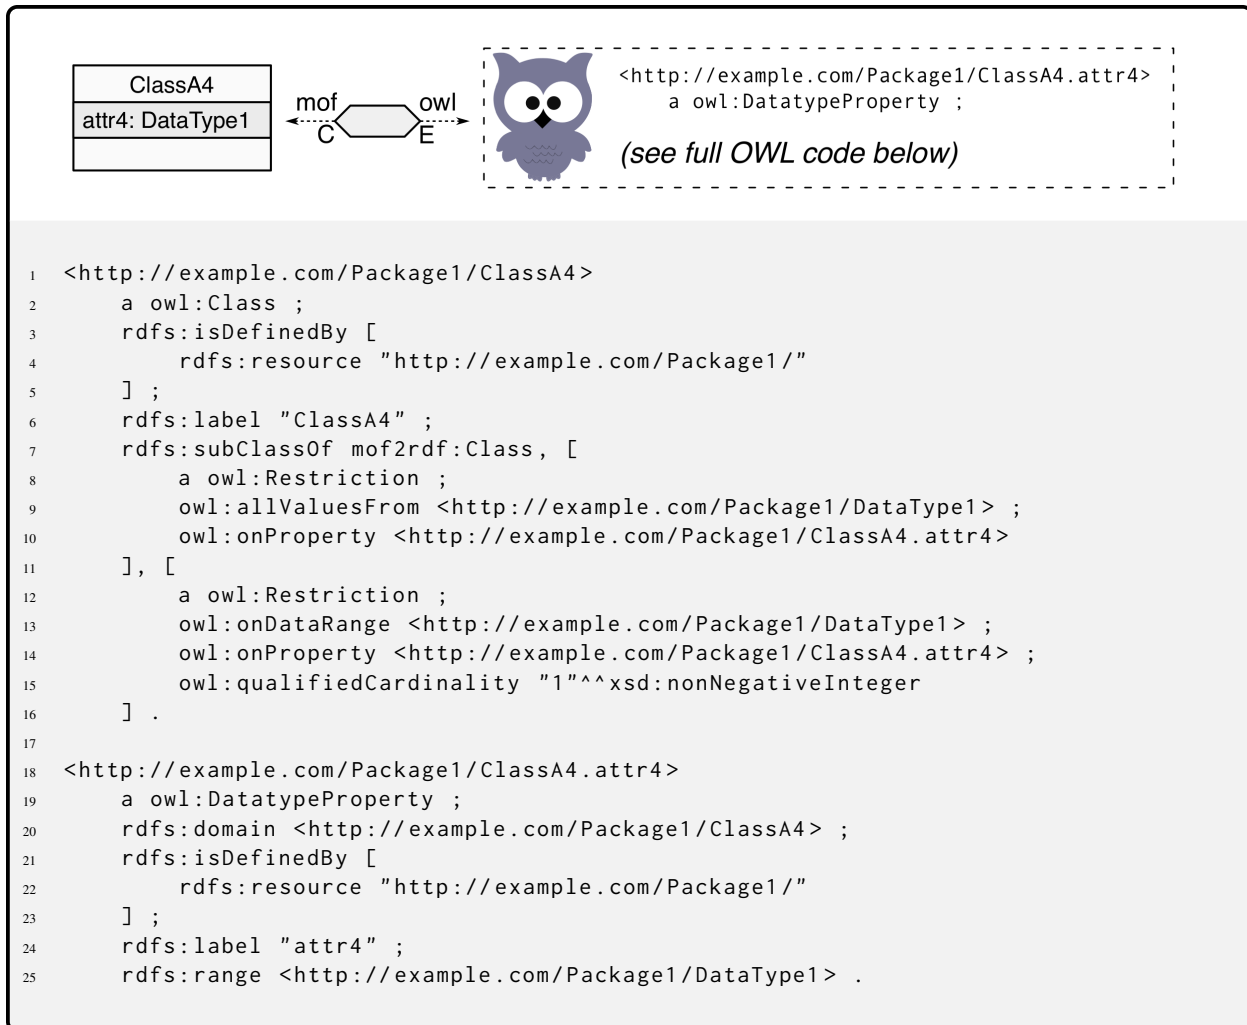 ClassA4
attr4: DataType1
mof owl
C E
<http://example.com/Package1/ClassA4.attr4>
    a owl:DatatypeProperty ;
(see full OWL code below)
1 <http://example.com/Package1/ClassA4>
2     a owl:Class ;
3     rdfs:isDefinedBy [
4         rdfs:resource "http://example.com/Package1/"
5     ] ;
6     rdfs:label "ClassA4" ;
7     rdfs:subClassOf mof2rdf:Class, [
8         a owl:Restriction ;
9         owl:allValuesFrom <http://example.com/Package1/DataType1> ;
10         owl:onProperty <http://example.com/Package1/ClassA4.attr4>
11     ], [
12         a owl:Restriction ;
13         owl:onDataRange <http://example.com/Package1/DataType1> ;
14         owl:onProperty <http://example.com/Package1/ClassA4.attr4> ;
15         owl:qualifiedCardinality "1"^^xsd:nonNegativeInteger
16     ] .
17
18 <http://example.com/Package1/ClassA4.attr4>
19     a owl:DatatypeProperty ;
20     rdfs:domain <http://example.com/Package1/ClassA4> ;
21     rdfs:isDefinedBy [
22         rdfs:resource "http://example.com/Package1/"
23     ] ;
24     rdfs:label "attr4" ;
25     rdfs:range <http://example.com/Package1/DataType1> .